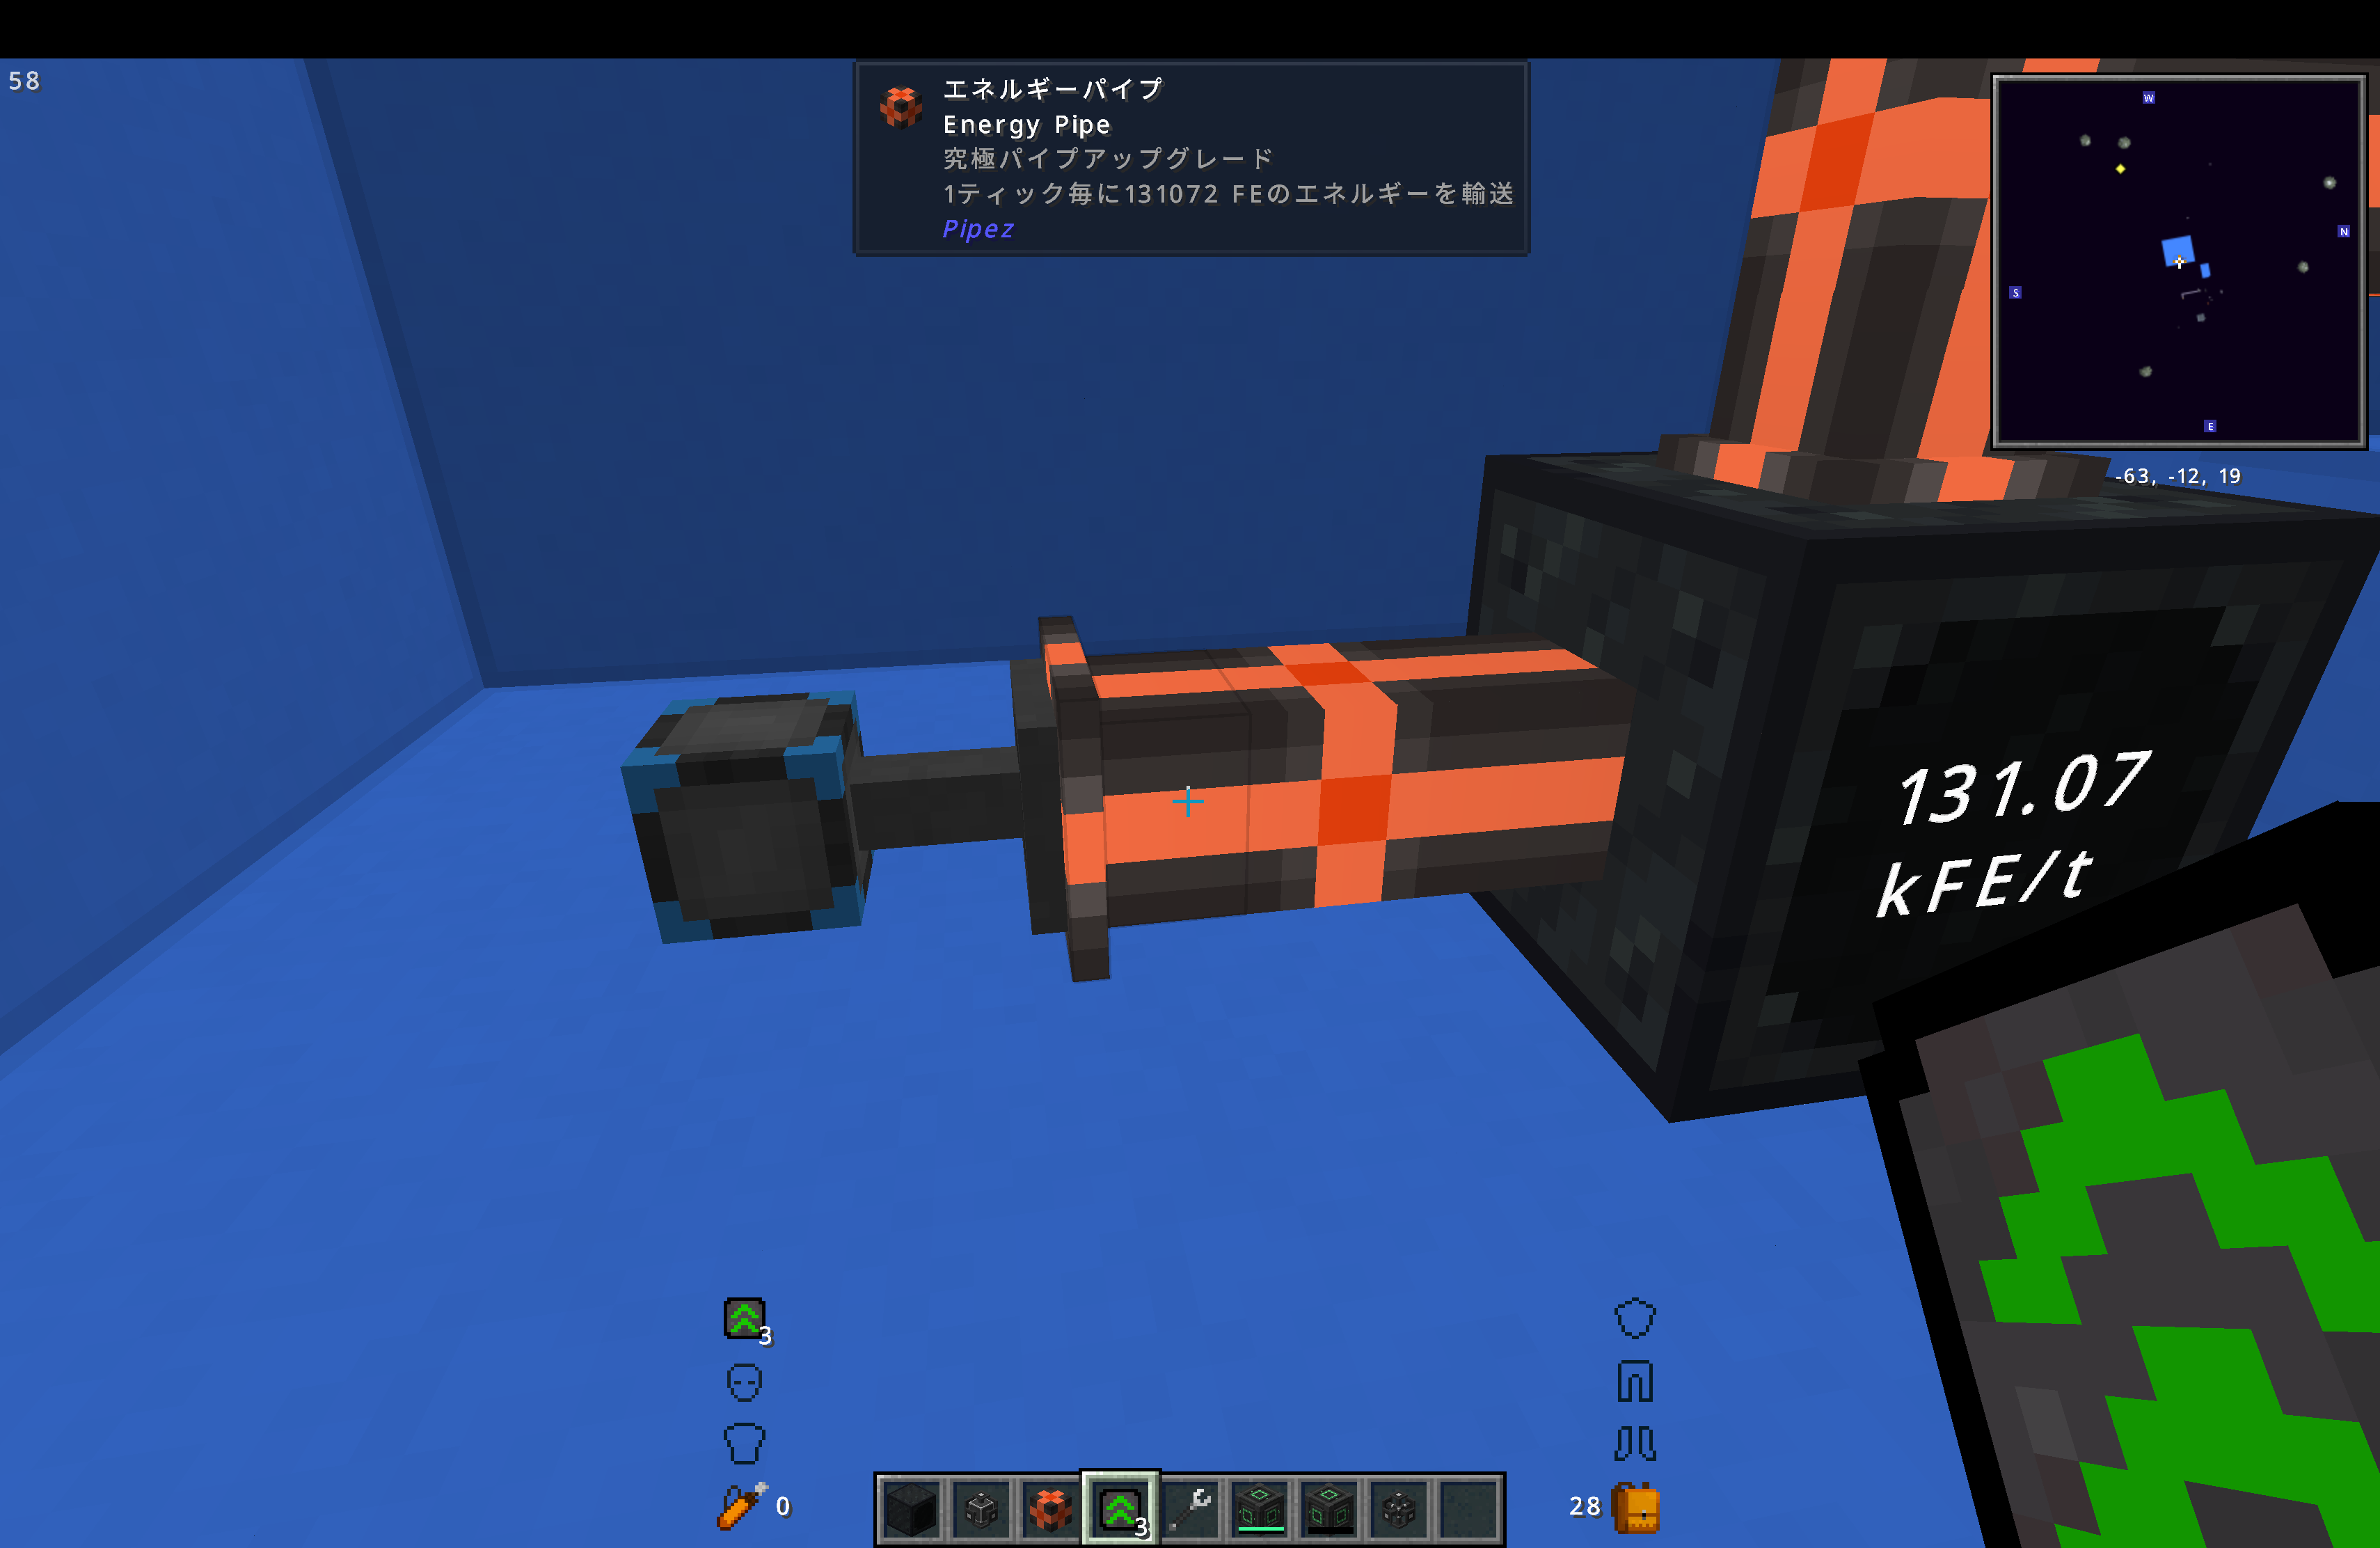 58
エネルギーパイプ
Energy Pipe
究極パイプアップグレード
1ティック毎に131072 FEのエネルギーを輸送
Pipez
W
N
S
E
-63, -12, 19
131.07
kFE/t
3
0
3
28